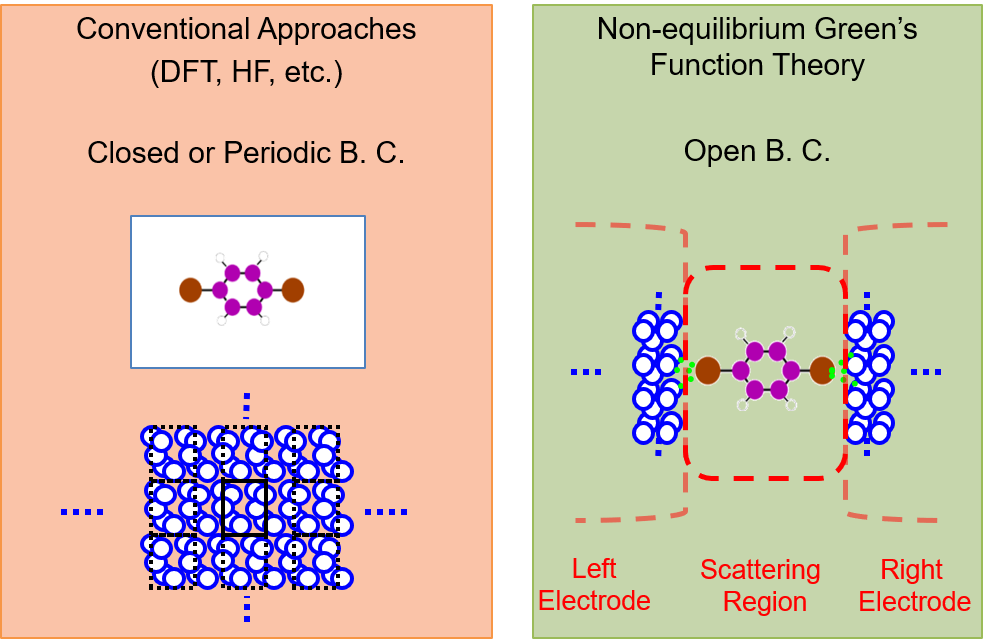 Conventional Approaches
(DFT, HF, etc.)
Closed or Periodic B. C.
Non-equilibrium Green’s
Function Theory
Open B. C.
Left
Electrode
Scattering
Region
Right
Electrode